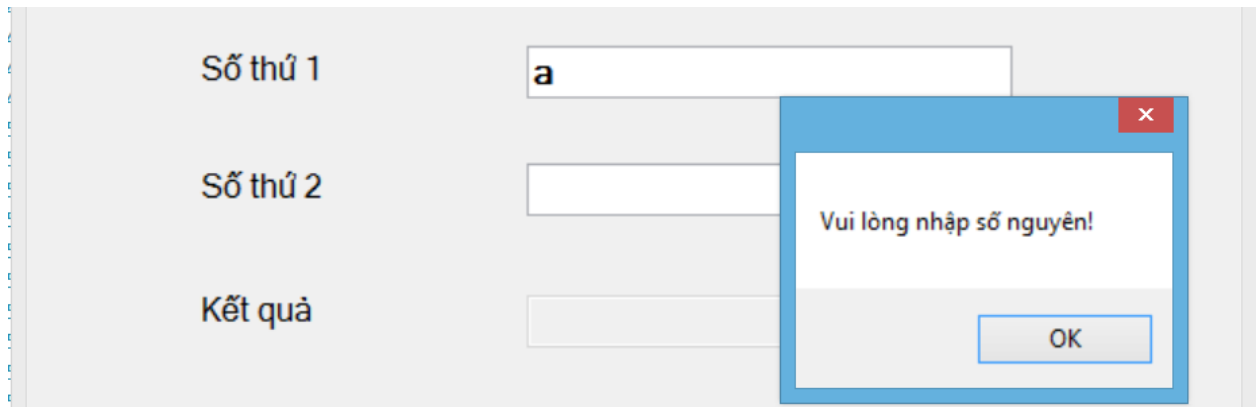 Số thứ 1
a
Số thứ 2
Vui lòng nhập số nguyên!
Kết quả
OK